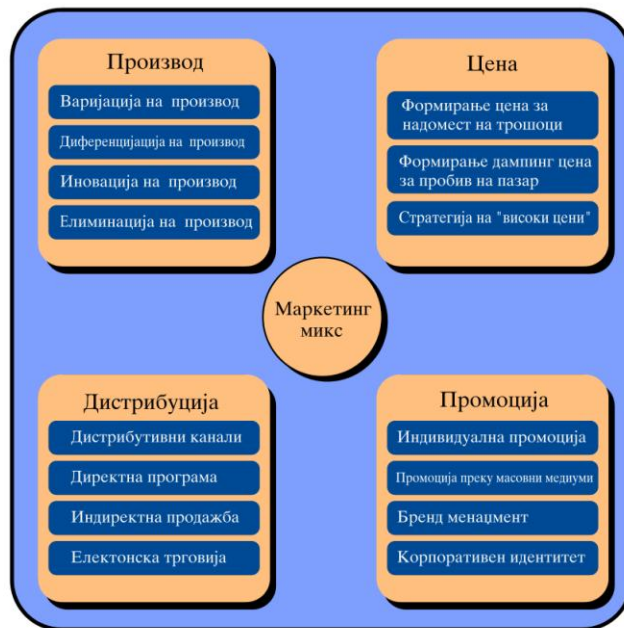 Производ
Варијација на производ
Диференцијација на производ
Иновација на производ
Елиминација на производ
Цена
Формирање цена за
надомест на трошоци
Формирање дампинг цена
за пробив на пазар
Стратегија на "високи цени"
Маркетинг
микс
Дистрибуција
Дистрибутивни канали
Директна програма
Индиректна продажба
Електонска трговија
Промоција
Индивидуална промоција
Промоција преку масовни медиуми
Бренд менаџмент
Корпоративен идентитет